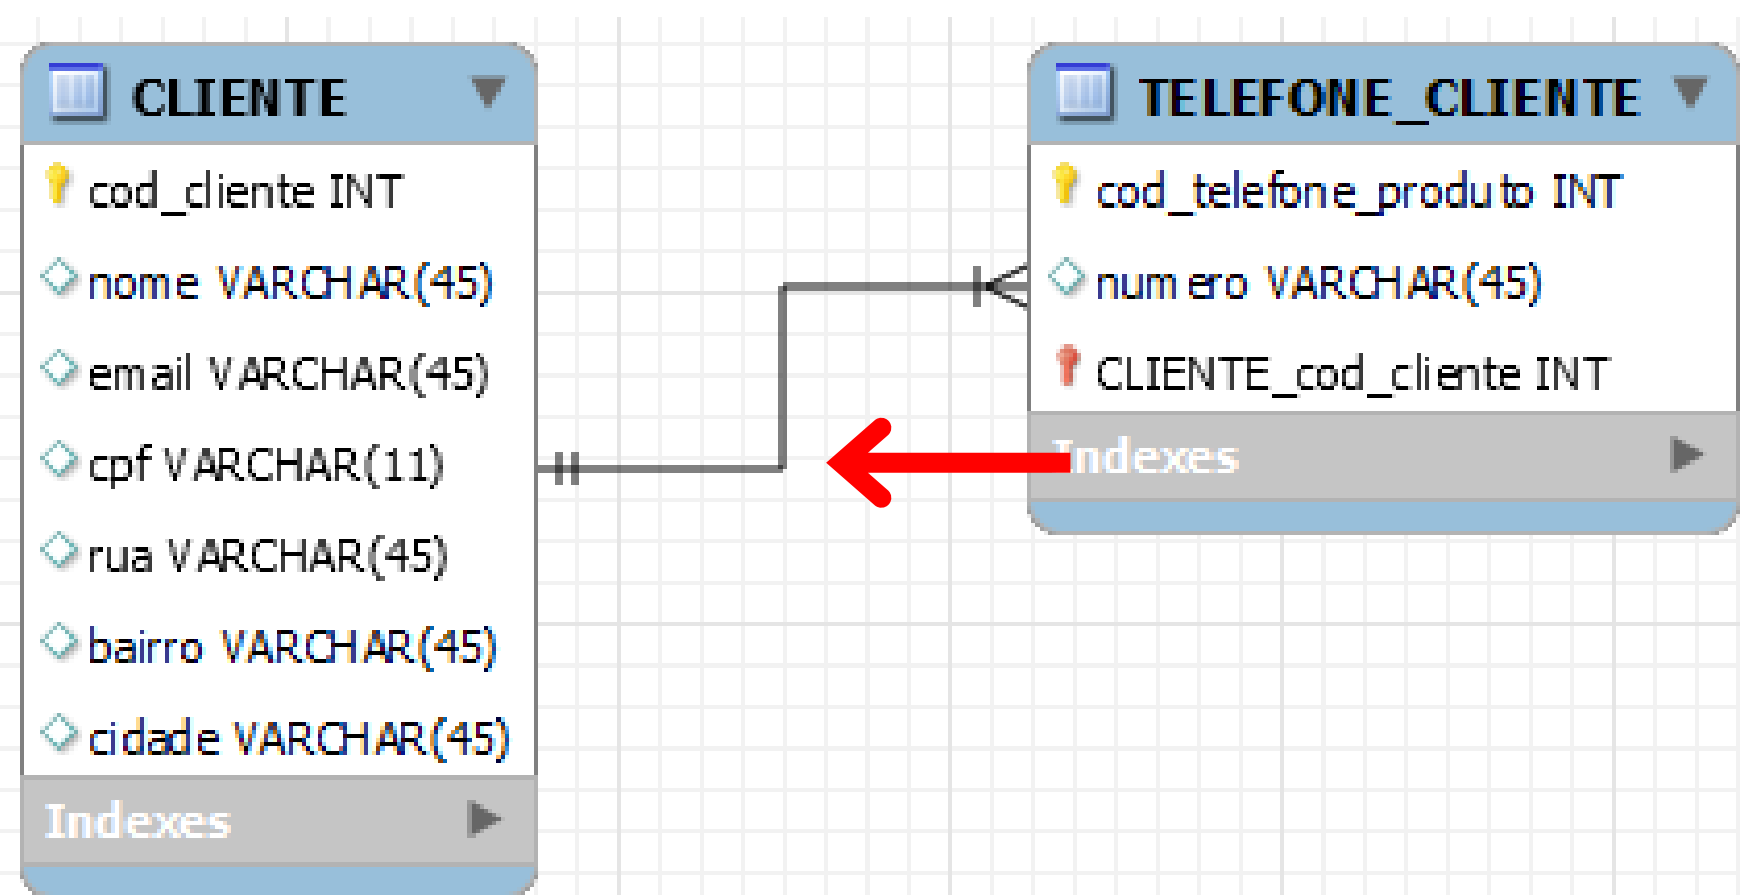 CLIENTE
cod_cliente INT
nome VARCHAR(45)
email VARCHAR(45)
cpf VARCHAR(11)
rua VARCHAR(45)
bairro VARCHAR(45)
cidade VARCHAR(45)
Indexes
TELEFONE_CLIENTE
cod_telefone_produto INT
numero VARCHAR(45)
CLIENTE_cod_cliente INT
Indexes